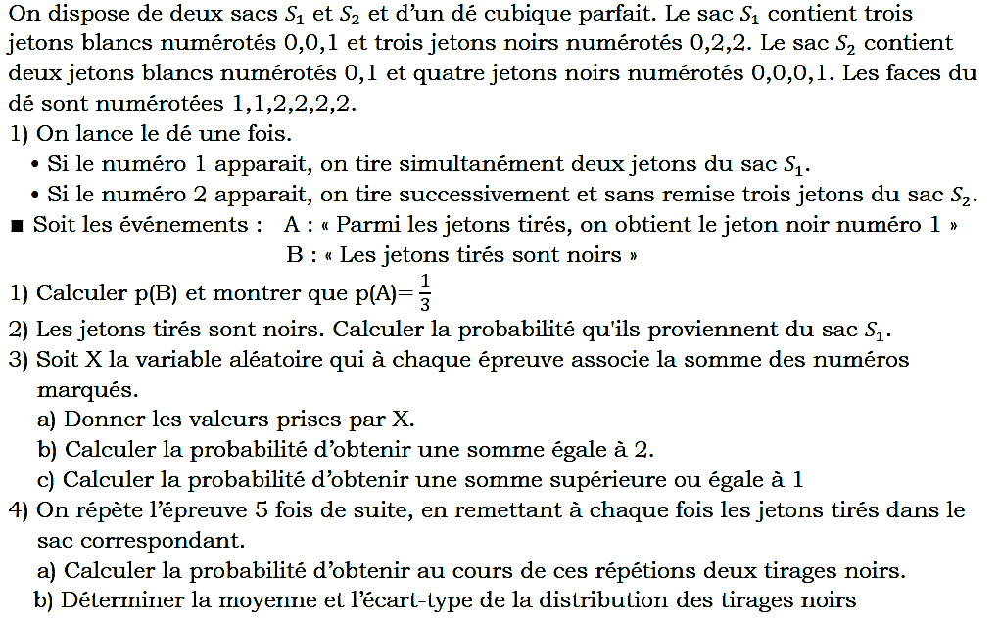 On dispose de deux sacs S₁ et S₂ et d'un dé cubique parfait. Le sac S₁ contient trois
jetons blancs numérotés 0,0,1 et trois jetons noirs numérotés 0,2,2. Le sac S₂ contient
deux jetons blancs numérotés 0,1 et quatre jetons noirs numérotés 0,0,0,1. Les faces du
dé sont numérotées 1,1,2,2,2,2.
1) On lance le dé une fois.
• Si le numéro 1 apparait, on tire simultanément deux jetons du sac S₁.
• Si le numéro 2 apparait, on tire successivement et sans remise trois jetons du sac S₂.
■ Soit les événements : A : « Parmi les jetons tirés, on obtient le jeton noir numéro 1 »
B : « Les jetons tirés sont noirs »
1) Calculer p(B) et montrer que p(A)= 1/3
2) Les jetons tirés sont noirs. Calculer la probabilité qu'ils proviennent du sac S₁.
3) Soit X la variable aléatoire qui à chaque épreuve associe la somme des numéros
marqués.
a) Donner les valeurs prises par X.
b) Calculer la probabilité d'obtenir une somme égale à 2.
c) Calculer la probabilité d'obtenir une somme supérieure ou égale à 1
4) On répète l'épreuve 5 fois de suite, en remettant à chaque fois les jetons tirés dans le
sac correspondant.
a) Calculer la probabilité d'obtenir au cours de ces répétions deux tirages noirs.
b) Déterminer la moyenne et l'écart-type de la distribution des tirages noirs